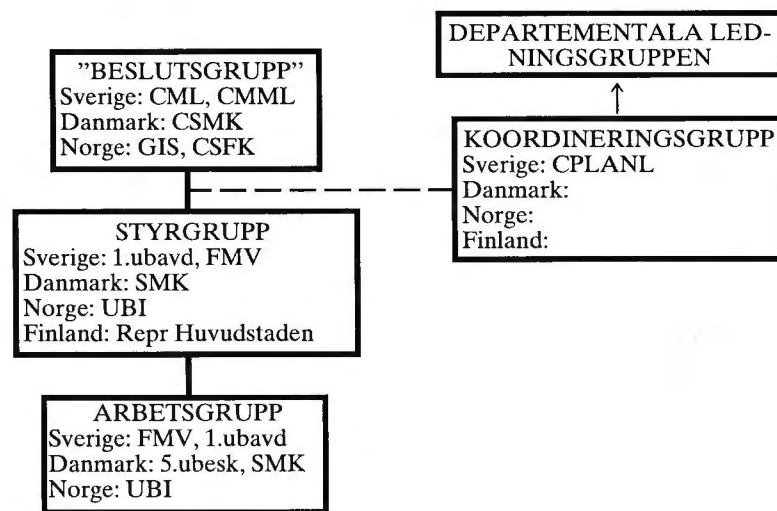 ”BESLUTSGRUPP”
Sverige: CML, CMML
Danmark: CSMK
Norge: GIS, CSFK
DEPARTEMENTALA LED-
NINGSGRUPPEN
KOORDINERINGSGRUPP
Sverige: CPLANL
Danmark:
Norge:
Finland:
STYRGRUPP
Sverige: 1.ubavd, FMV
Danmark: SMK
Norge: UBI
Finland: Repr Huvudstaden
ARBETSGRUPP
Sverige: FMV, 1.ubavd
Danmark: 5.ubesk, SMK
Norge: UBI